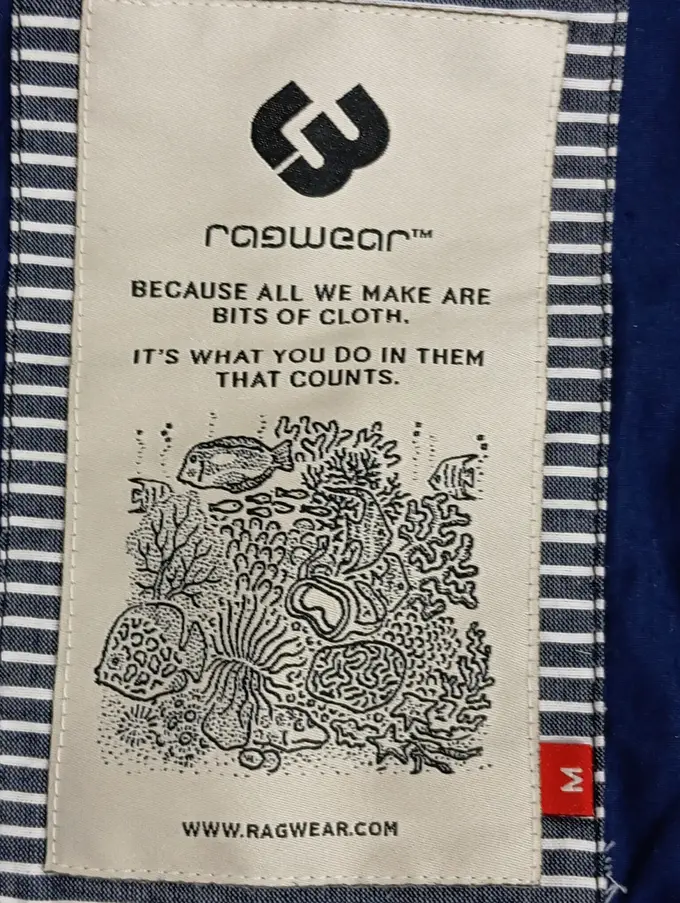 ragwear™
BECAUSE ALL WE MAKE ARE
BITS OF CLOTH.
IT'S WHAT YOU DO IN THEM
THAT COUNTS.
WWW.RAGWEAR.COM
M